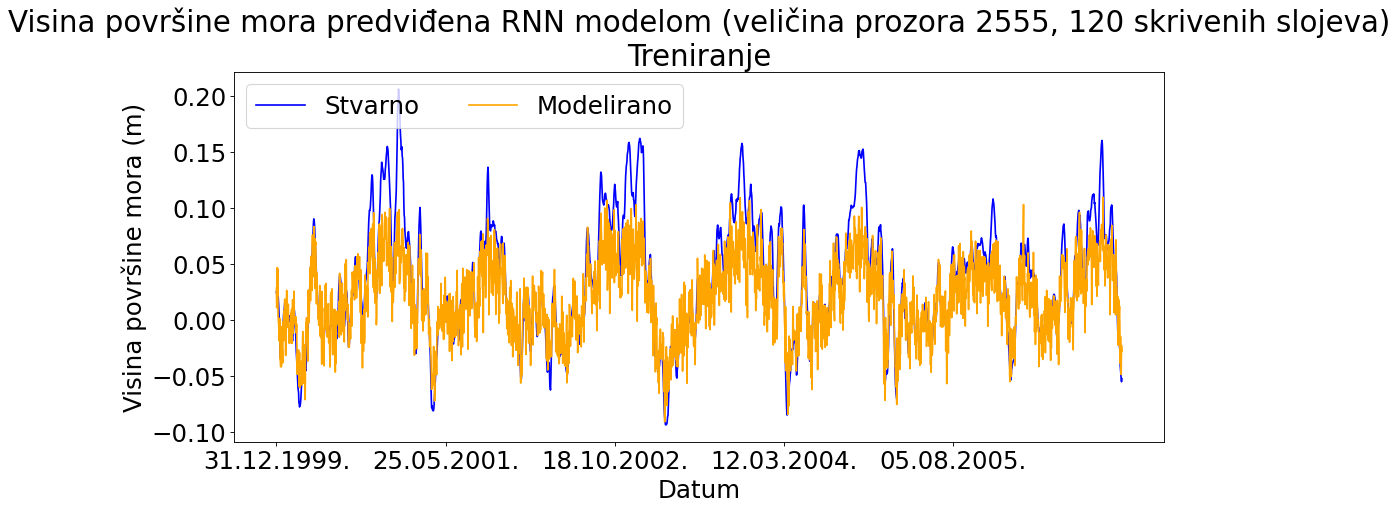 Visina površine mora predviđena RNN modelom (veličina prozora 2555, 120 skrivenih slojeva)
Treniranje
Stvarno
Modelirano
Visina površine mora (m)
0.20
0.15
0.10
0.05
0.00
−0.05
−0.10
31.12.1999.
25.05.2001.
18.10.2002.
12.03.2004.
05.08.2005.
Datum